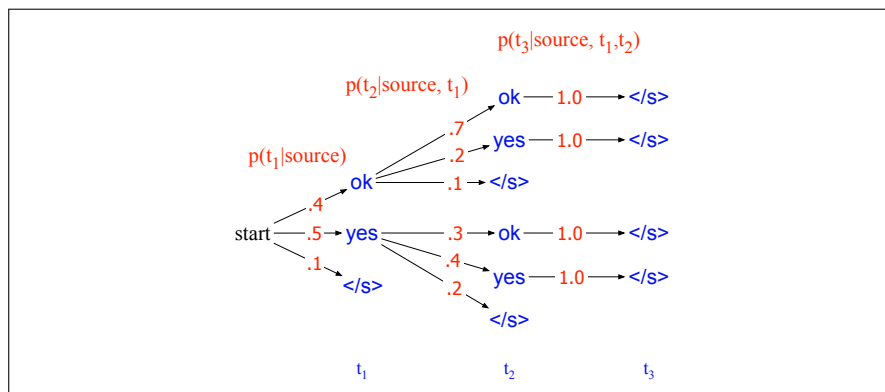 p(t3|source, t1,t2)
p(t2|source, t1)
ok 1.0 </s>
.7
yes 1.0 </s>
.2
p(t1|source)
ok .1 </s>
.4
start .5 yes .3 ok 1.0 </s>
.1 .4
yes 1.0 </s>
</s> .2
</s>
t1 t2 t3